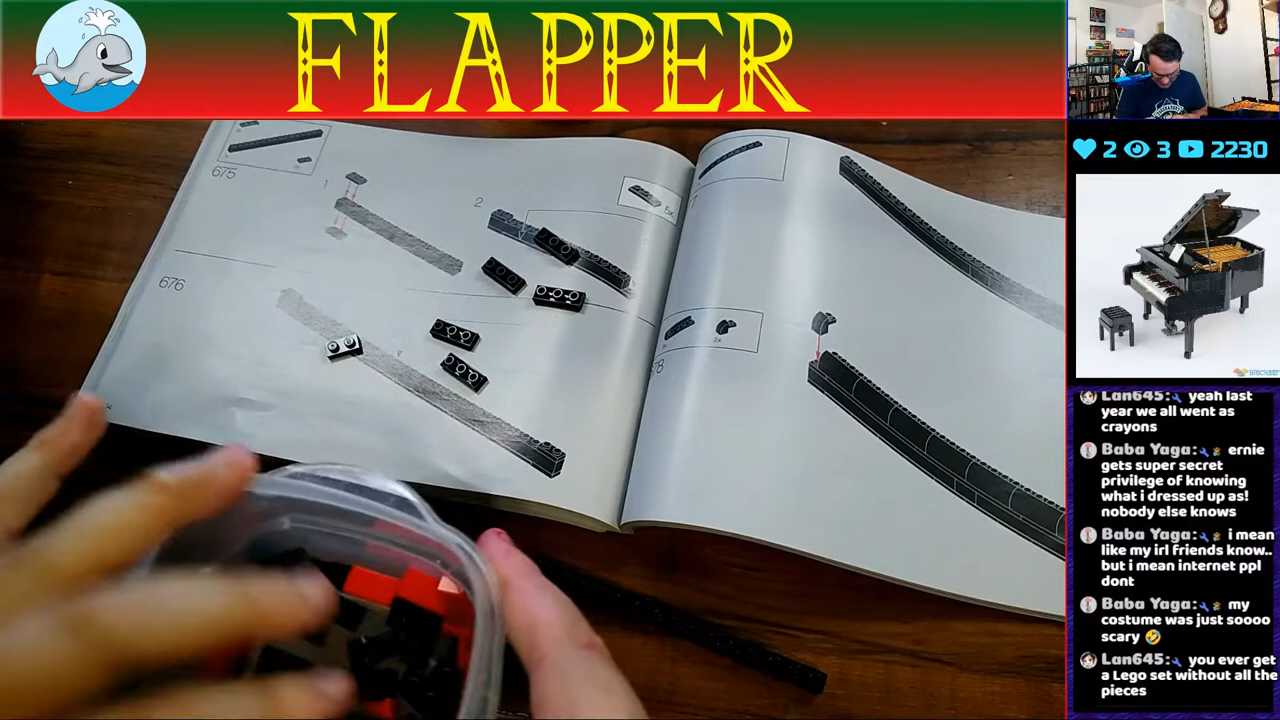 FLAPPER
2 3 2230
675
1
2
5x
676
2x
BRICKSET
Lan645: yeah last
year we all went as
crayons
Baba Yaga: ernie
gets super secret
privilege of knowing
what i dressed up as!
nobody else knows
Baba Yaga: i mean
like my irl friends know..
but i mean internet ppl
dont
Baba Yaga: my
costume was just soooo
scary 🤣
Lan645: you ever get
a Lego set without all the
pieces